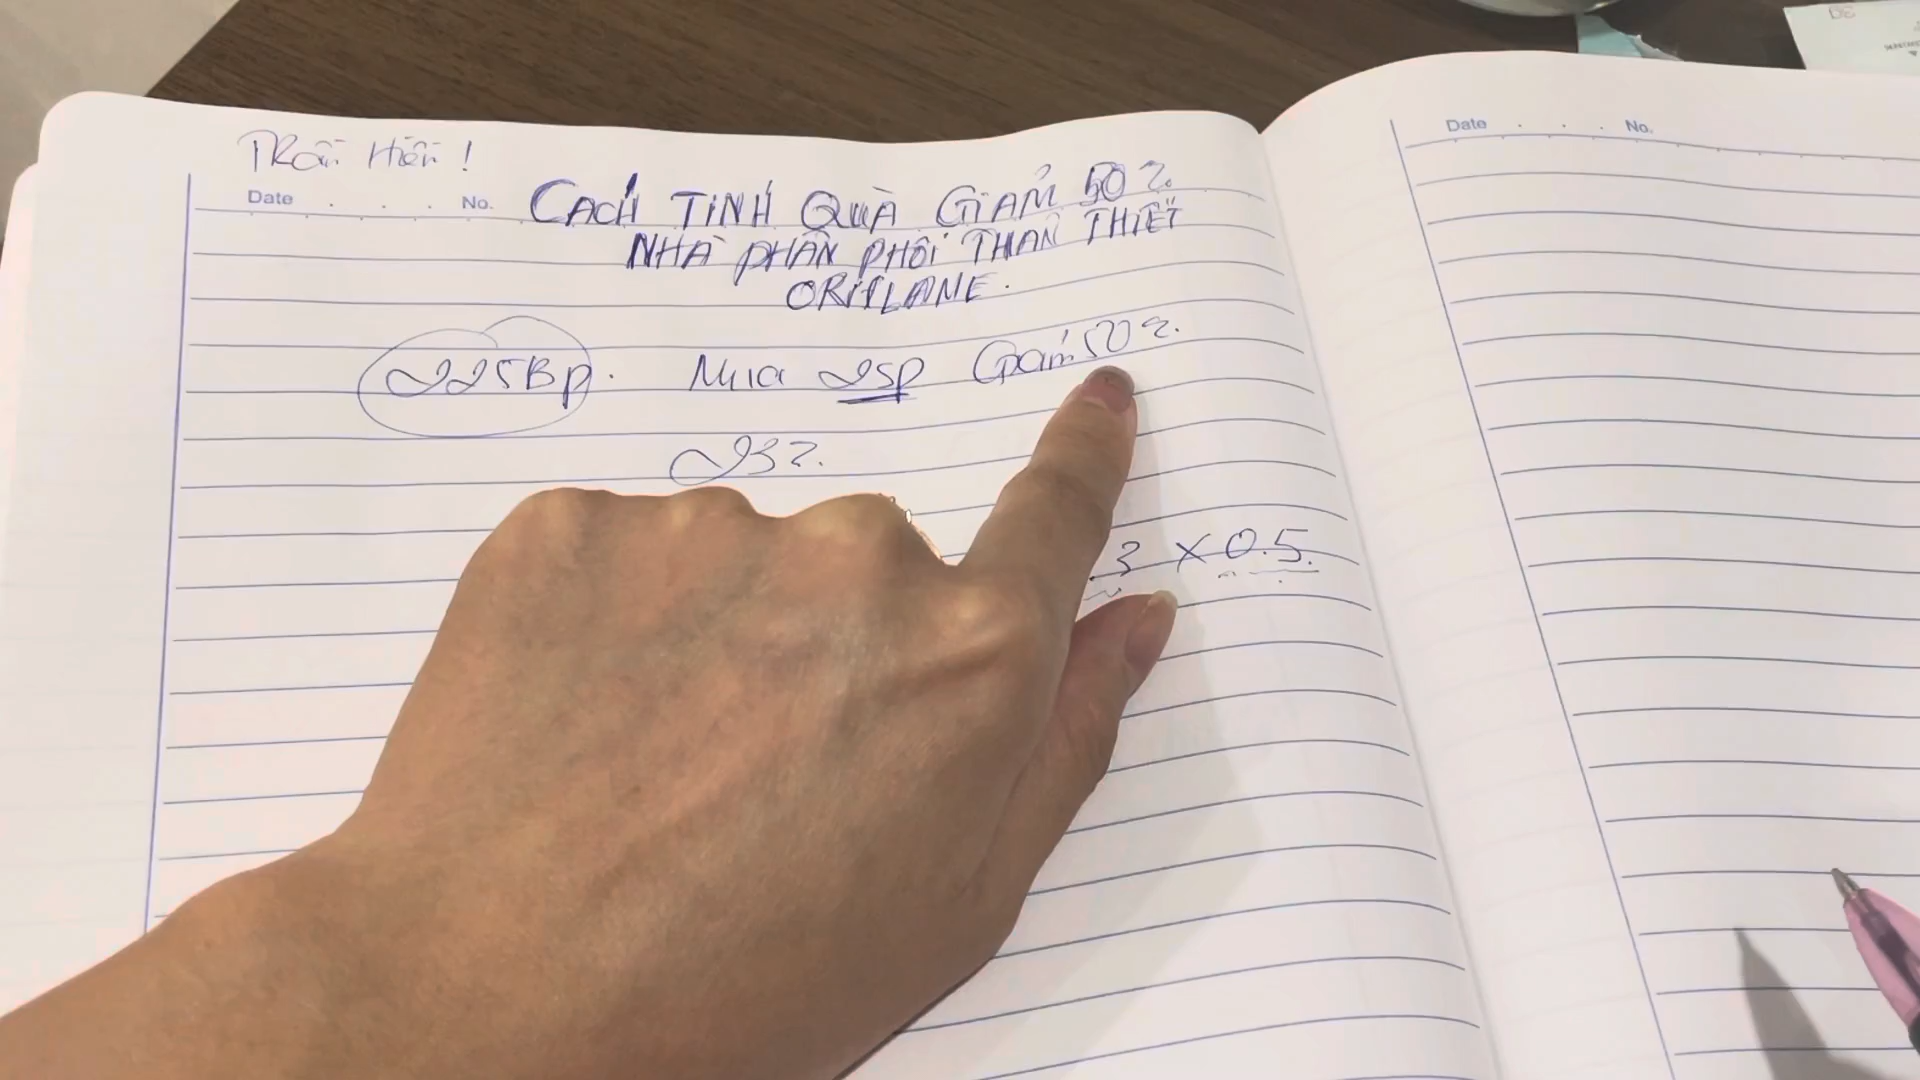 Trần Hiền !
Date . . . No.
CÁCH TÍNH QUÀ GIẢM 50%
NHÀ PHÂN PHỐI THÂN THIẾT
ORIFLAME.
225Bp. Mua 2sp Giảm 50%.
23%.
3 x 0.5.
Date . . . No.